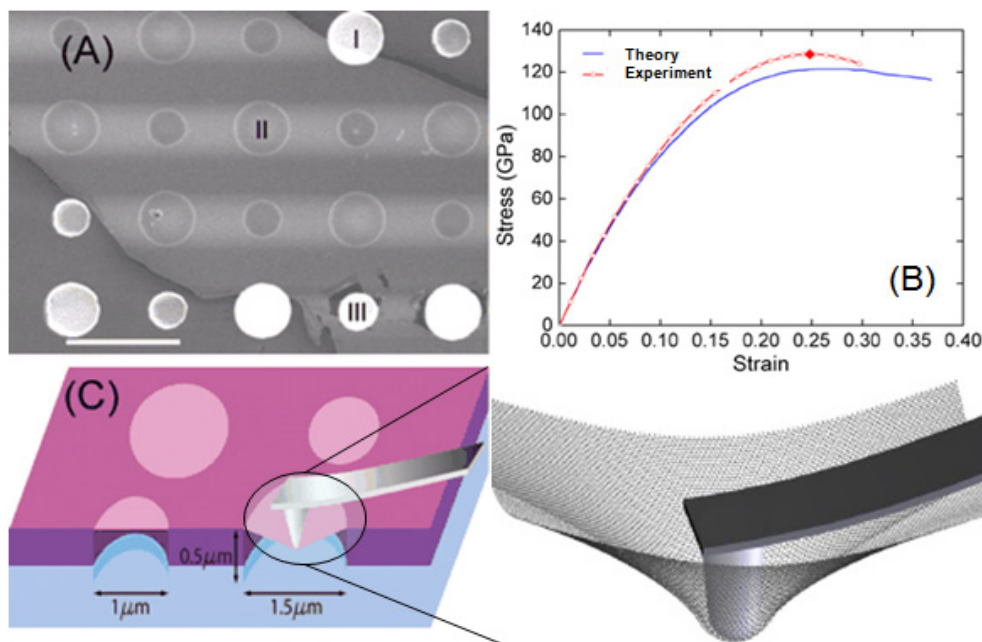 (A)
I
II
III
140
120
100
80
60
40
20
0
Stress (GPa)
Theory
Experiment
(B)
0.00 0.05 0.10 0.15 0.20 0.25 0.30 0.35 0.40
Strain
(C)
0.5μm
1μm
1.5μm